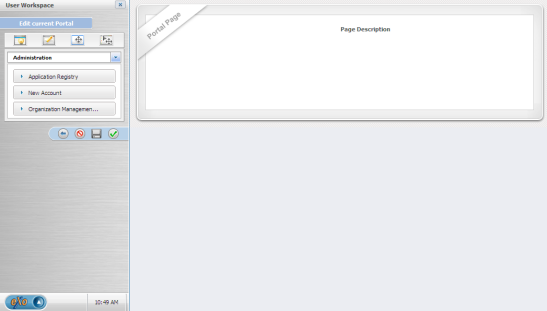 User Workspace
Edit current Portal
Administration
Application Registry
New Account
Organization Managemen...
eXo
10:49 AM
Portal Page
Page Description